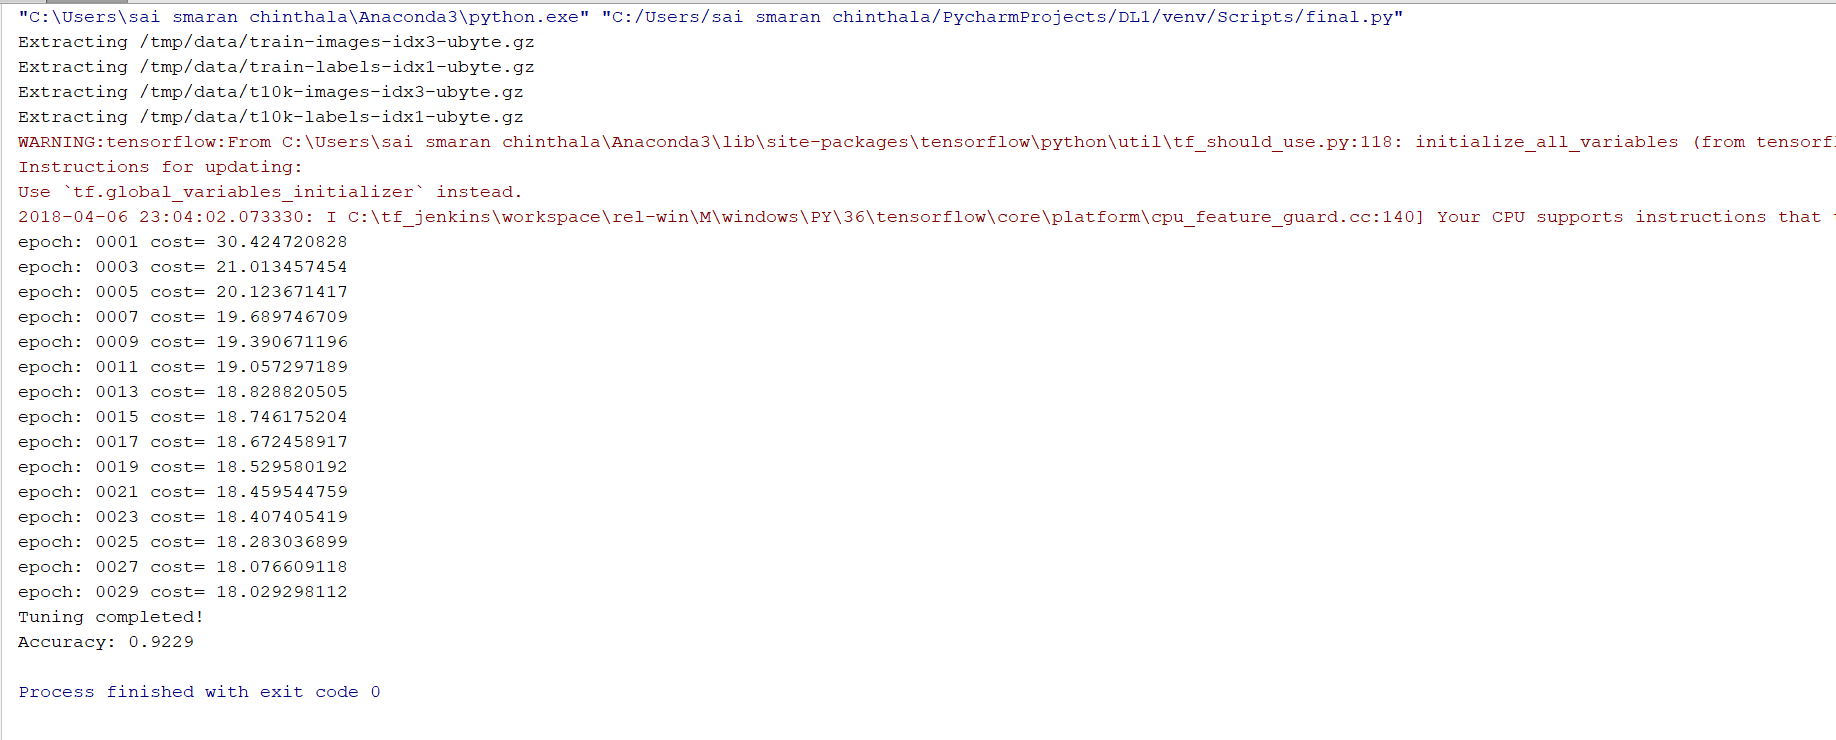 "C:\Users\sai smaran chinthala\Anaconda3\python.exe" "C:/Users/sai smaran chinthala/PycharmProjects/DL1/venv/Scripts/final.py"
Extracting /tmp/data/train-images-idx3-ubyte.gz
Extracting /tmp/data/train-labels-idx1-ubyte.gz
Extracting /tmp/data/t10k-images-idx3-ubyte.gz
Extracting /tmp/data/t10k-labels-idx1-ubyte.gz
WARNING:tensorflow:From C:\Users\sai smaran chinthala\Anaconda3\lib\site-packages\tensorflow\python\util\tf_should_use.py:118: initialize_all_variables (from tensorfl
Instructions for updating:
Use `tf.global_variables_initializer` instead.
2018-04-06 23:04:02.073330: I C:\tf_jenkins\workspace\rel-win\M\windows\PY\36\tensorflow\core\platform\cpu_feature_guard.cc:140] Your CPU supports instructions that
epoch: 0001 cost= 30.424720828
epoch: 0003 cost= 21.013457454
epoch: 0005 cost= 20.123671417
epoch: 0007 cost= 19.689746709
epoch: 0009 cost= 19.390671196
epoch: 0011 cost= 19.057297189
epoch: 0013 cost= 18.828820505
epoch: 0015 cost= 18.746175204
epoch: 0017 cost= 18.672458917
epoch: 0019 cost= 18.529580192
epoch: 0021 cost= 18.459544759
epoch: 0023 cost= 18.407405419
epoch: 0025 cost= 18.283036899
epoch: 0027 cost= 18.076609118
epoch: 0029 cost= 18.029298112
Tuning completed!
Accuracy: 0.9229
Process finished with exit code 0